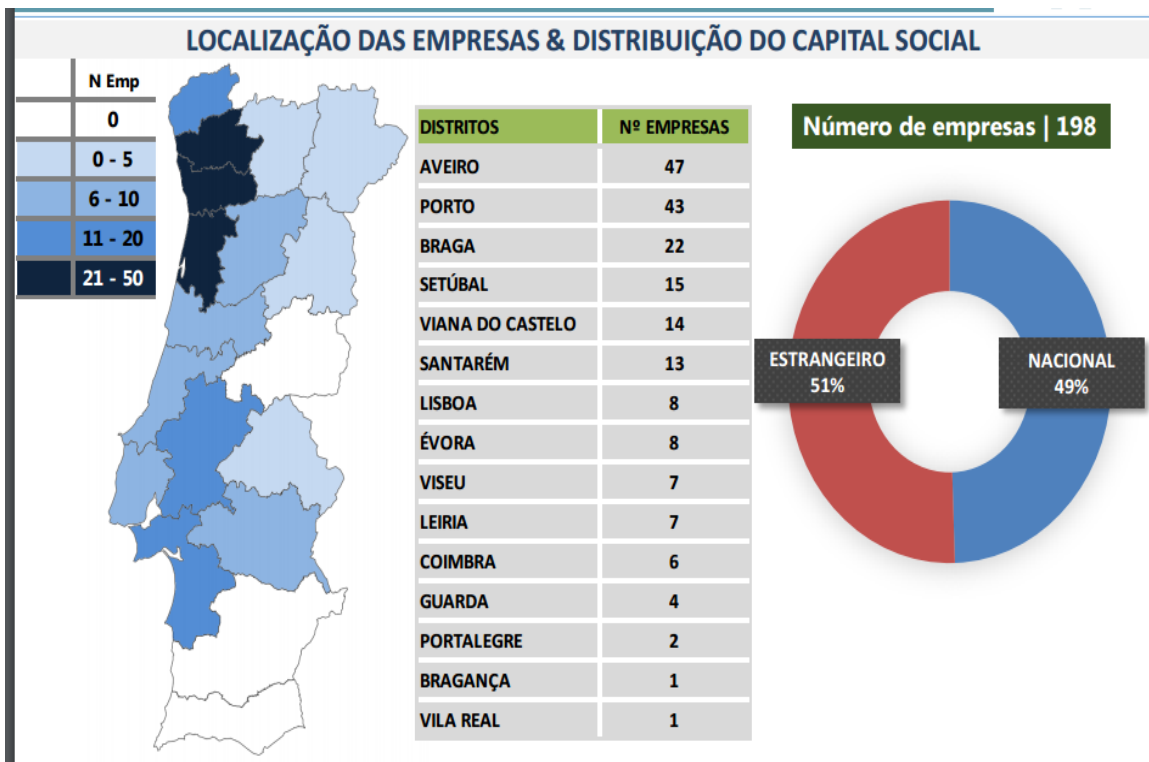 LOCALIZAÇÃO DAS EMPRESAS & DISTRIBUIÇÃO DO CAPITAL SOCIAL
N Emp
0
0 - 5
6 - 10
11 - 20
21 - 50
DISTRITOS Nº EMPRESAS
AVEIRO 47
PORTO 43
BRAGA 22
SETÚBAL 15
VIANA DO CASTELO 14
SANTARÉM 13
LISBOA 8
ÉVORA 8
VISEU 7
LEIRIA 7
COIMBRA 6
GUARDA 4
PORTALEGRE 2
BRAGANÇA 1
VILA REAL 1
Número de empresas | 198
ESTRANGEIRO
51%
NACIONAL
49%